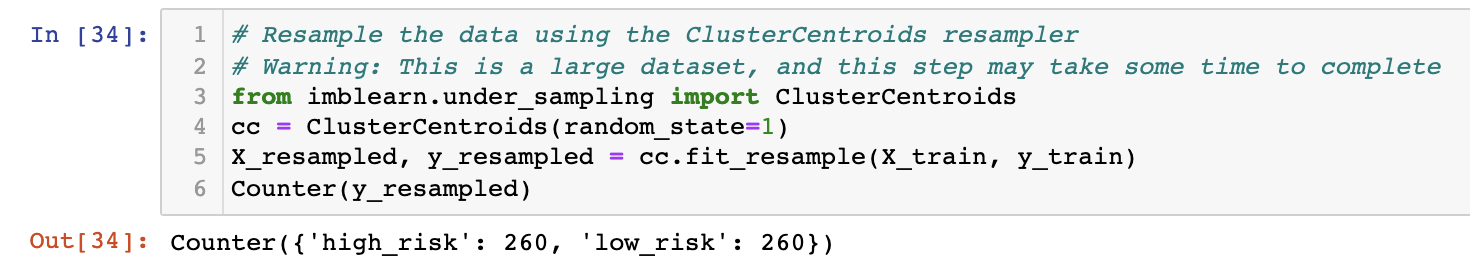 In [34]:
1 # Resample the data using the ClusterCentroids resampler
2 # Warning: This is a large dataset, and this step may take some time to complete
3 from imblearn.under_sampling import ClusterCentroids
4 cc = ClusterCentroids(random_state=1)
5 X_resampled, y_resampled = cc.fit_resample(X_train, y_train)
6 Counter(y_resampled)
Out[34]: Counter({'high_risk': 260, 'low_risk': 260})